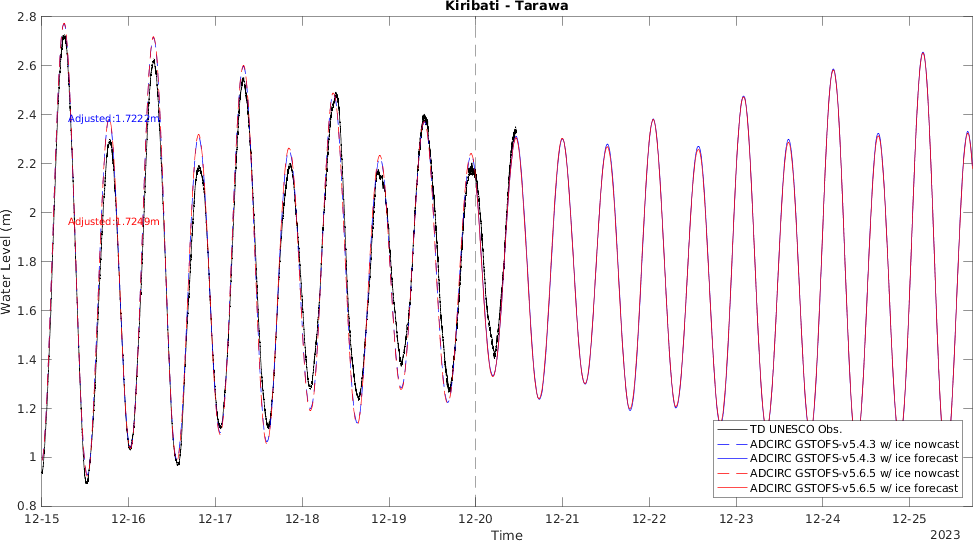 Kiribati - Tarawa
2.8
2.6
2.4
2.2
2
1.8
1.6
1.4
1.2
1
0.8
Water Level (m)
Adjusted:1.7222m
Adjusted:1.7249m
TD UNESCO Obs.
ADCIRC GSTOFS-v5.4.3 w/ ice nowcast
ADCIRC GSTOFS-v5.4.3 w/ ice forecast
ADCIRC GSTOFS-v5.6.5 w/ ice nowcast
ADCIRC GSTOFS-v5.6.5 w/ ice forecast
12-15 12-16 12-17 12-18 12-19 12-20 12-21 12-22 12-23 12-24 12-25
Time
2023